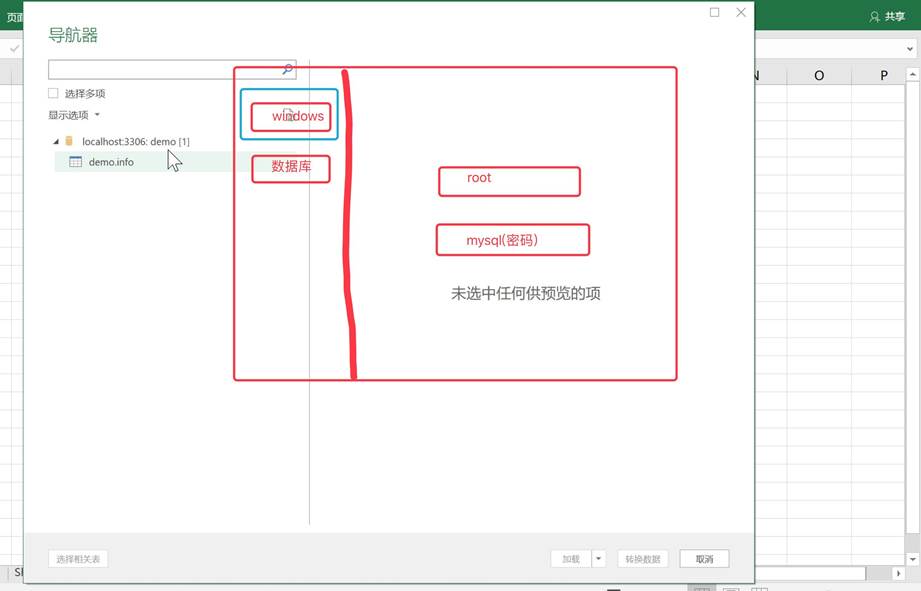 页面
共享
导航器
选择多项
显示选项
localhost:3306: demo [1]
demo.info
windows
数据库
root
mysql(密码)
未选中任何供预览的项
N O P
选择相关表
加载
转换数据
取消